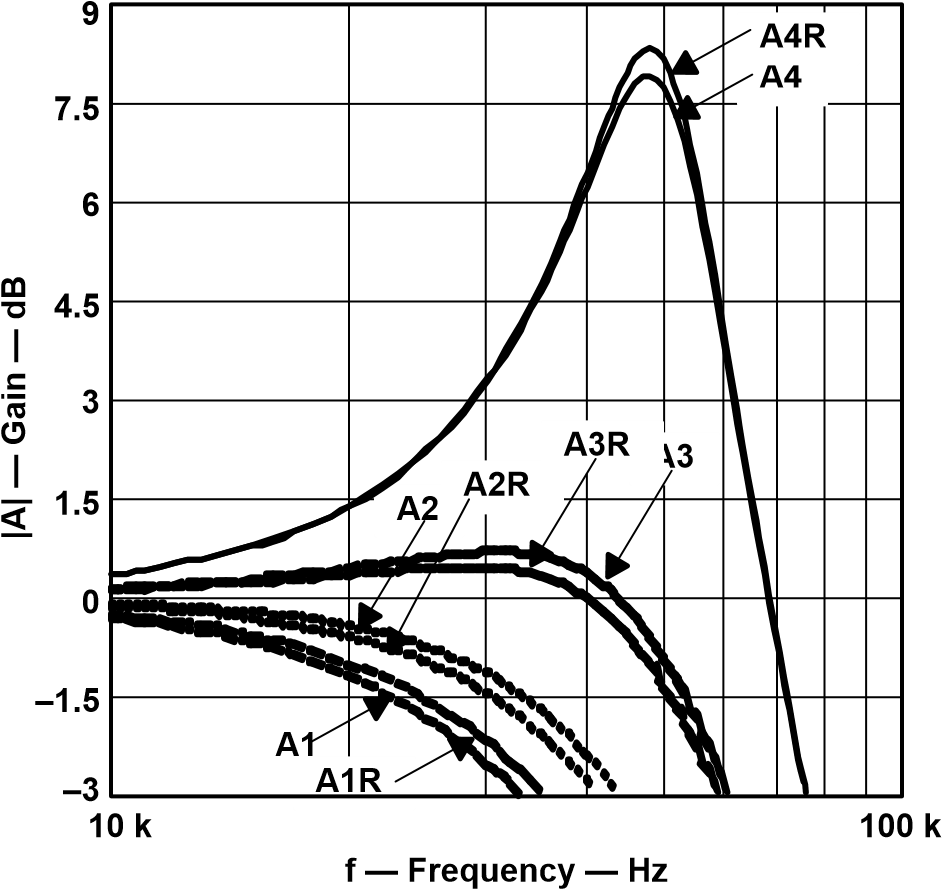 9
A4R
A4
7.5
6
4.5
3
A3R
A3
1.5
A2R
A2
0
–1.5
A1
A1R
–3
10 k
100 k
f — Frequency — Hz
|A| — Gain — dB